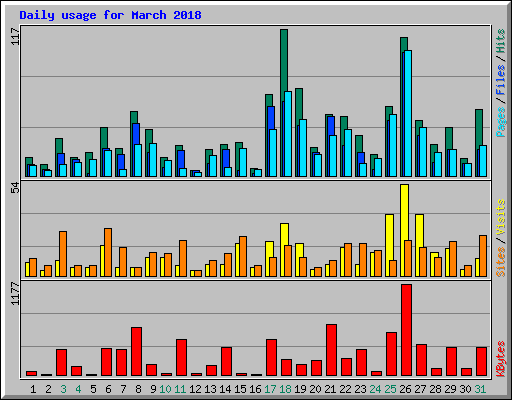 Daily usage for March 2018
117
Pages / Files / Hits
54
Sites / Visits
1177
KBytes
1 2 3 4 5 6 7 8 9 10 11 12 13 14 15 16 17 18 19 20 21 22 23 24 25 26 27 28 29 30 31